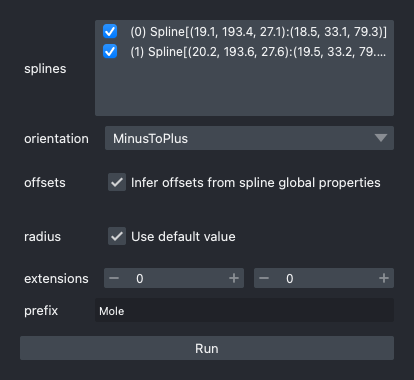 splines
(0) Spline[(19.1, 193.4, 27.1):(18.5, 33.1, 79.3)]
(1) Spline[(20.2, 193.6, 27.6):(19.5, 33.2, 79....
orientation MinusToPlus
offsets Infer offsets from spline global properties
radius Use default value
extensions − 0 + − 0 +
prefix Mole
Run